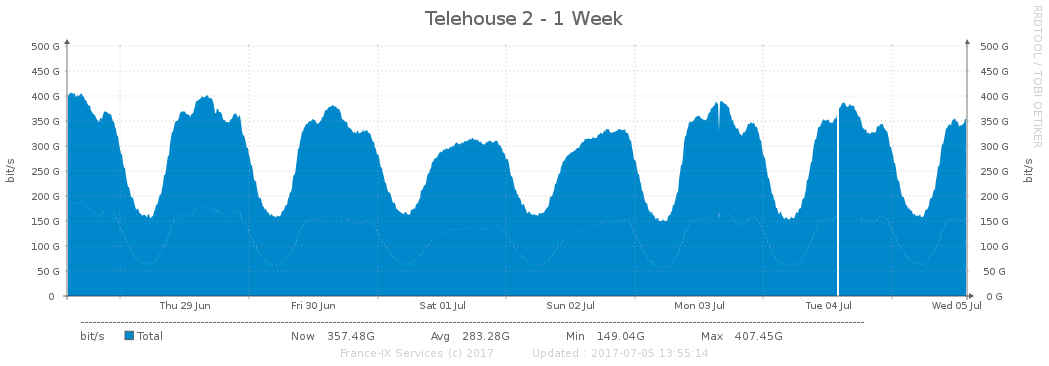 Telehouse 2 - 1 Week
RRDTOOL / TOBI OETIKER
500 G 500 G
450 G 450 G
400 G 400 G
350 G 350 G
300 G 300 G
250 G 250 G
200 G 200 G
150 G 150 G
100 G 100 G
50 G 50 G
0 0 G
bit/s bit/s
Thu 29 Jun Fri 30 Jun Sat 01 Jul Sun 02 Jul Mon 03 Jul Tue 04 Jul Wed 05 Jul
bit/s Total Now 357.48G Avg 283.28G Min 149.04G Max 407.45G
France-IX Services (c) 2017 Updated : 2017-07-05 13:55:14